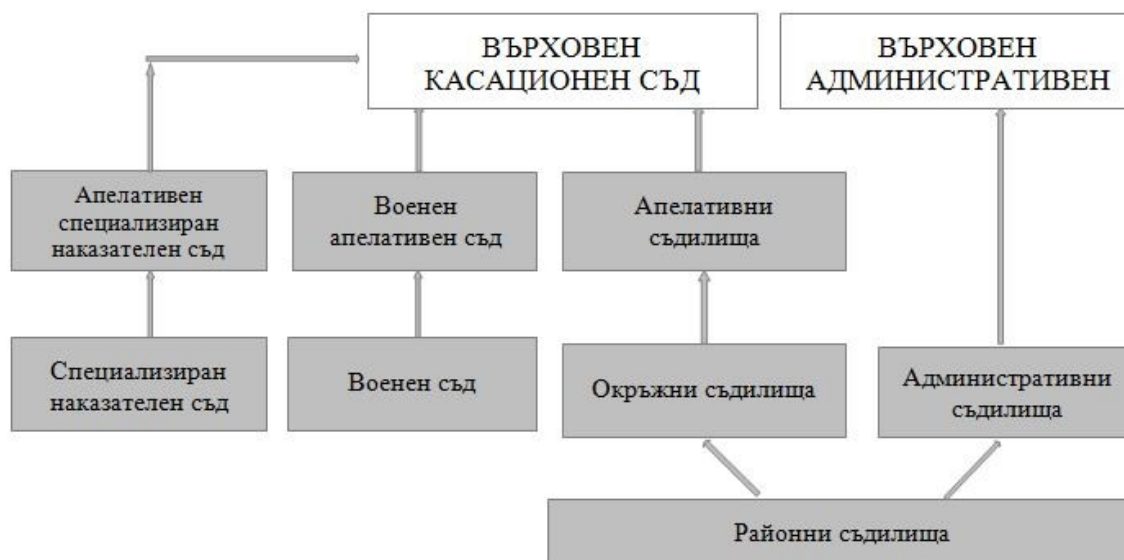 ВЪРХОВЕН
КАСАЦИОНЕН СЪД
ВЪРХОВЕН
АДМИНИСТРАТИВЕН
Апелативен
специализиран
наказателен съд
Военен
апелативен съд
Апелативни
съдилища
Специализиран
наказателен съд
Военен съд
Окръжни съдилища
Административни
съдилища
Районни съдилища